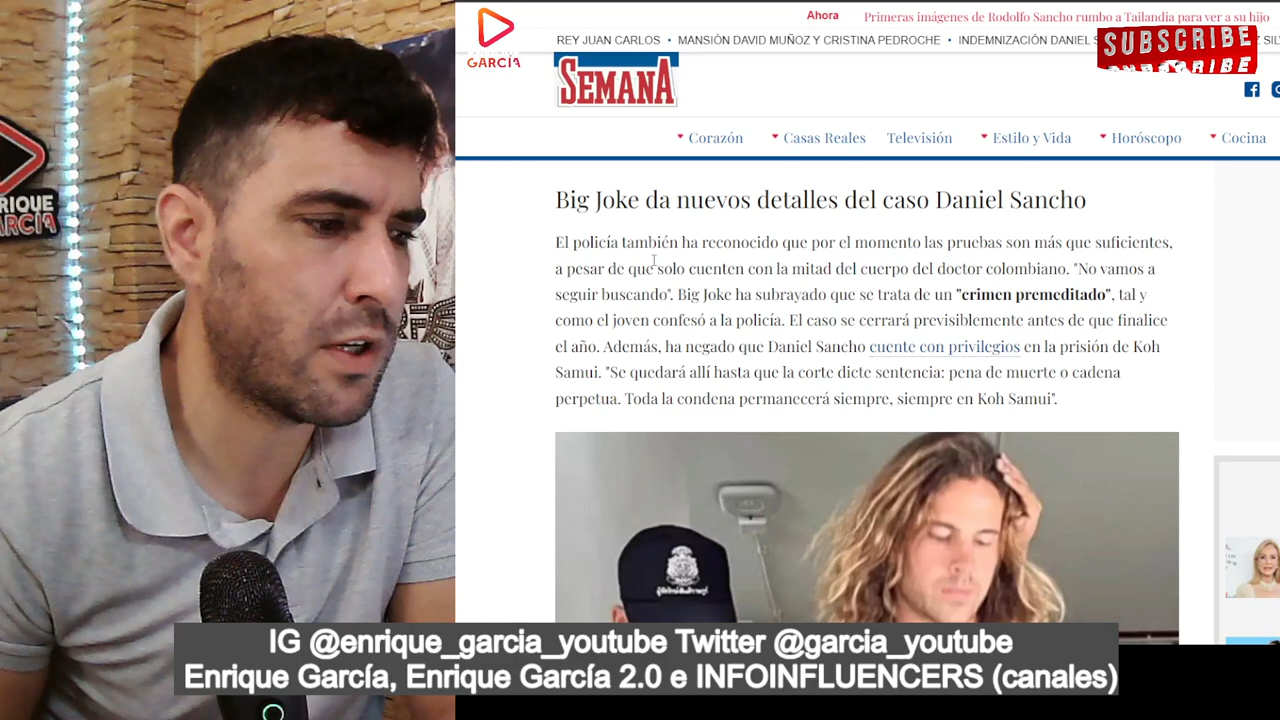 Ahora Primeras imágenes de Rodolfo Sancho rumbo a Tailandia para ver a su hijo
REY JUAN CARLOS • MANSIÓN DAVID MUÑOZ Y CRISTINA PEDROCHE • INDEMNIZACIÓN DANIEL
SUBSCRIBE
GARCÍA
SEMANA
Corazón Casas Reales Televisión Estilo y Vida Horóscopo Cocina
ENRIQUE
GARCÍA
Big Joke da nuevos detalles del caso Daniel Sancho
El policía también ha reconocido que por el momento las pruebas son más que suficientes,
a pesar de que solo cuenten con la mitad del cuerpo del doctor colombiano. "No vamos a
seguir buscando". Big Joke ha subrayado que se trata de un "crimen premeditado", tal y
como el joven confesó a la policía. El caso se cerrará previsiblemente antes de que finalice
el año. Además, ha negado que Daniel Sancho cuente con privilegios en la prisión de Koh
Samui. "Se quedará allí hasta que la corte dicte sentencia: pena de muerte o cadena
perpetua. Toda la condena permanecerá siempre, siempre en Koh Samui".
IG @enrique_garcia_youtube Twitter @garcia_youtube
Enrique García, Enrique García 2.0 e INFOINFLUENCERS (canales)